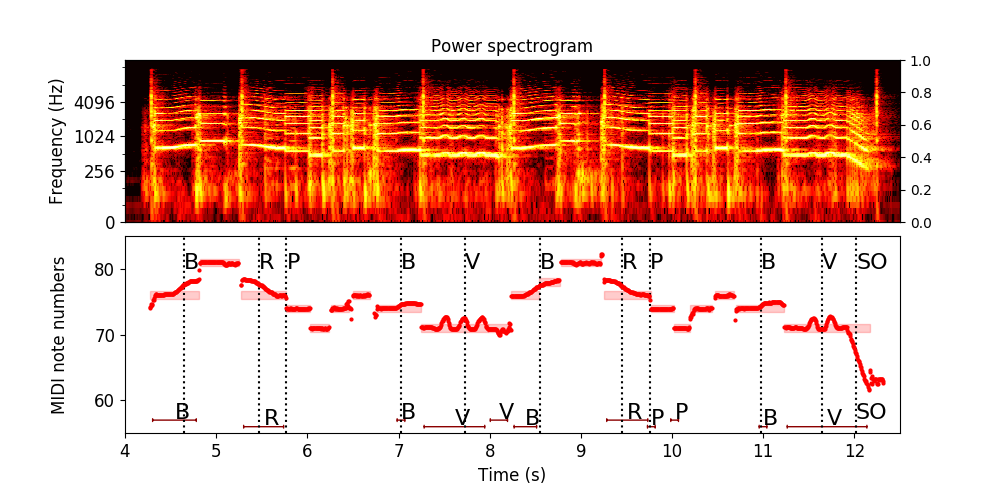 Power spectrogram
Frequency (Hz)
4096
1024
256
0
1.0
0.8
0.6
0.4
0.2
0.0
MIDI note numbers
80
70
60
B R P B V B R P B V SO
B R B V V B R P P B V SO
4 5 6 7 8 9 10 11 12
Time (s)